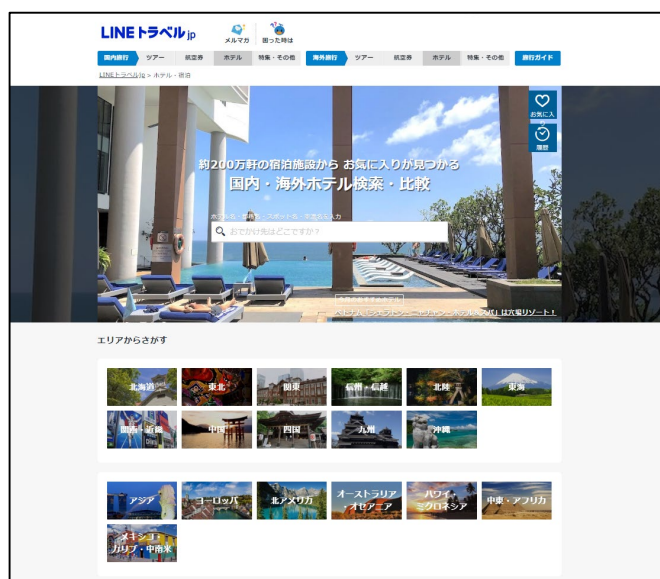 LINEトラベルjp
メルマガ
困った時は
国内旅行 ツアー 航空券 ホテル 特集・その他 海外旅行 ツアー 航空券 ホテル 特集・その他 旅行ガイド
LINEトラベルjp > ホテル・宿泊
お気に入り
履歴
約200万軒の宿泊施設から お気に入りが見つかる
国内・海外ホテル検索・比較
おでかけ先はどこですか？
エリアからさがす
北海道 東北 関東 信州・信越 北陸 東海
関西・近畿 中国 四国 九州 沖縄
アジア ヨーロッパ 北アメリカ オーストラリア・オセアニア ハワイ・ミクロネシア 中東・アフリカ
メキシコ・カリブ・中南米